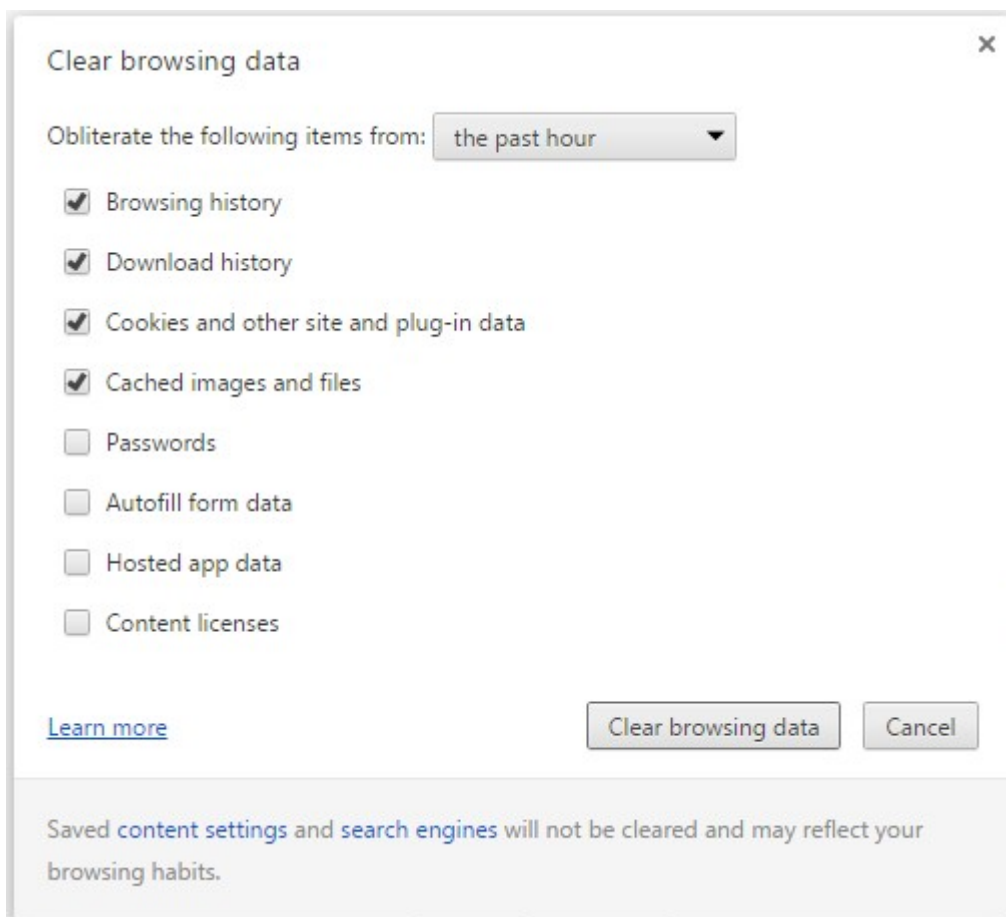 Clear browsing data
Obliterate the following items from: the past hour
Browsing history
Download history
Cookies and other site and plug-in data
Cached images and files
Passwords
Autofill form data
Hosted app data
Content licenses
Learn more Clear browsing data Cancel
Saved content settings and search engines will not be cleared and may reflect your
browsing habits.